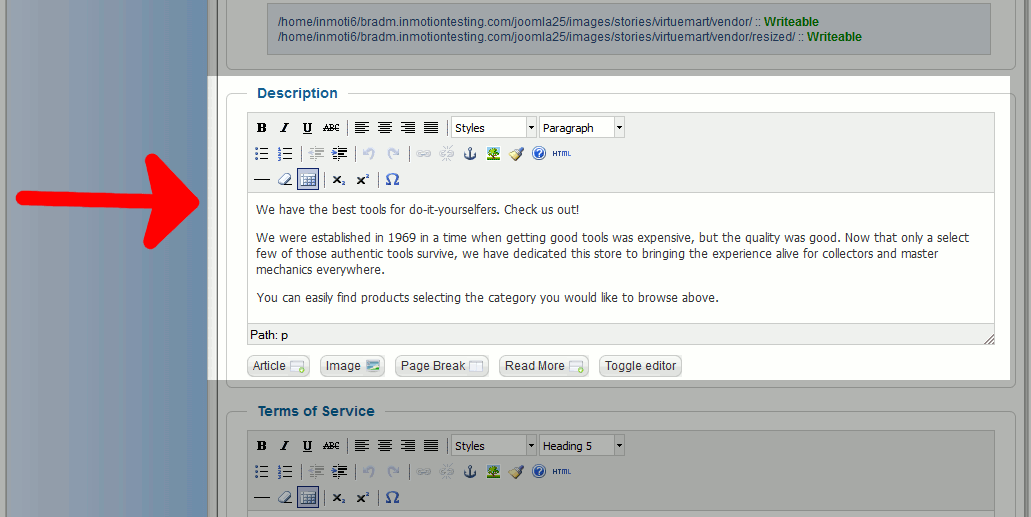 /home/inmoti6/bradm.inmotiontesting.com/joomla25/images/stories/virtuemart/vendor/ :: Writeable
/home/inmoti6/bradm.inmotiontesting.com/joomla25/images/stories/virtuemart/vendor/resized/ :: Writeable
Description
B I U ABC Styles Paragraph
HTML
We have the best tools for do-it-yourselfers. Check us out!
We were established in 1969 in a time when getting good tools was expensive, but the quality was good. Now that only a select
few of those authentic tools survive, we have dedicated this store to bringing the experience alive for collectors and master
mechanics everywhere.
You can easily find products selecting the category you would like to browse above.
Path: p
Article Image Page Break Read More Toggle editor
Terms of Service
B I U ABC Styles Heading 5
HTML